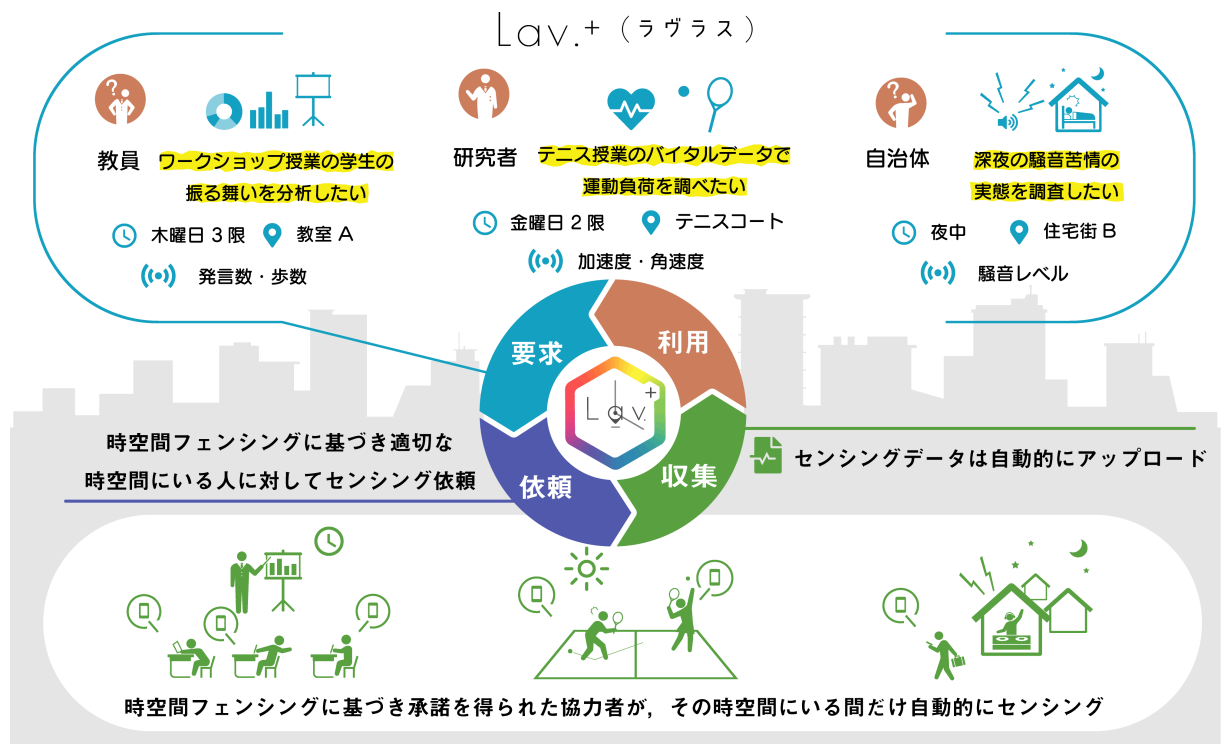 Lav.+（ラヴラス）
教員
ワークショップ授業の学生の
振る舞いを分析したい
木曜日3限
教室A
発言数・歩数
研究者
テニス授業のバイタルデータで
運動負荷を調べたい
金曜日2限
テニスコート
加速度・角速度
自治体
深夜の騒音苦情の
実態を調査したい
夜中
住宅街B
騒音レベル
要求
利用
Lav.+
依頼
収集
時空間フェンシングに基づき適切な
時空間にいる人に対してセンシング依頼
センシングデータは自動的にアップロード
時空間フェンシングに基づき承諾を得られた協力者が，その時空間にいる間だけ自動的にセンシング